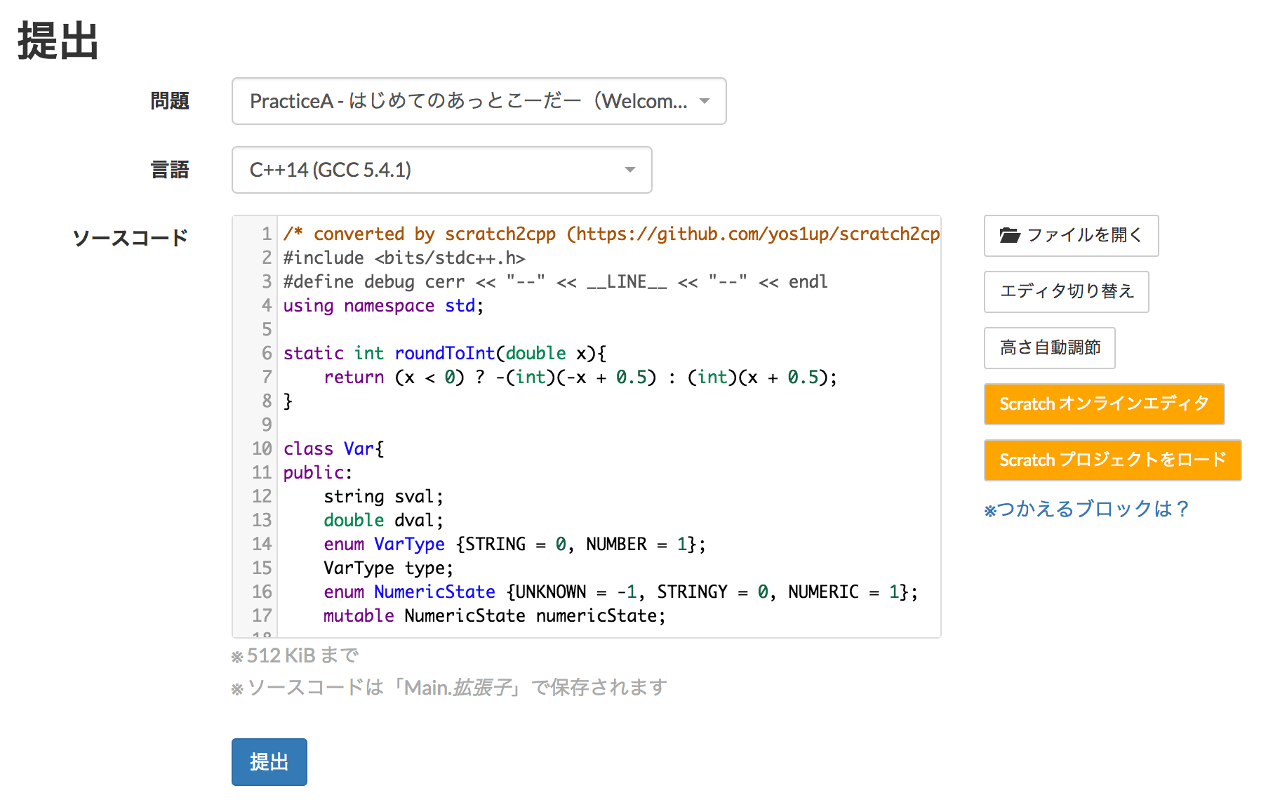 提出
問題
PracticeA - はじめてのあっとこーだー（Welcom...
言語
C++14 (GCC 5.4.1)
ソースコード
1 /* converted by scratch2cpp (https://github.com/yos1up/scratch2cp
2 #include <bits/stdc++.h>
3 #define debug cerr << "--" << __LINE__ << "--" << endl
4 using namespace std;
5
6 static int roundToInt(double x){
7     return (x < 0) ? -(int)(-x + 0.5) : (int)(x + 0.5);
8 }
9
10 class Var{
11 public:
12     string sval;
13     double dval;
14     enum VarType {STRING = 0, NUMBER = 1};
15     VarType type;
16     enum NumericState {UNKNOWN = -1, STRINGY = 0, NUMERIC = 1};
17     mutable NumericState numericState;
18
ファイルを開く
エディタ切り替え
高さ自動調節
Scratch オンラインエディタ
Scratch プロジェクトをロード
※つかえるブロックは？
※ 512 KiB まで
※ ソースコードは「Main.拡張子」で保存されます
提出